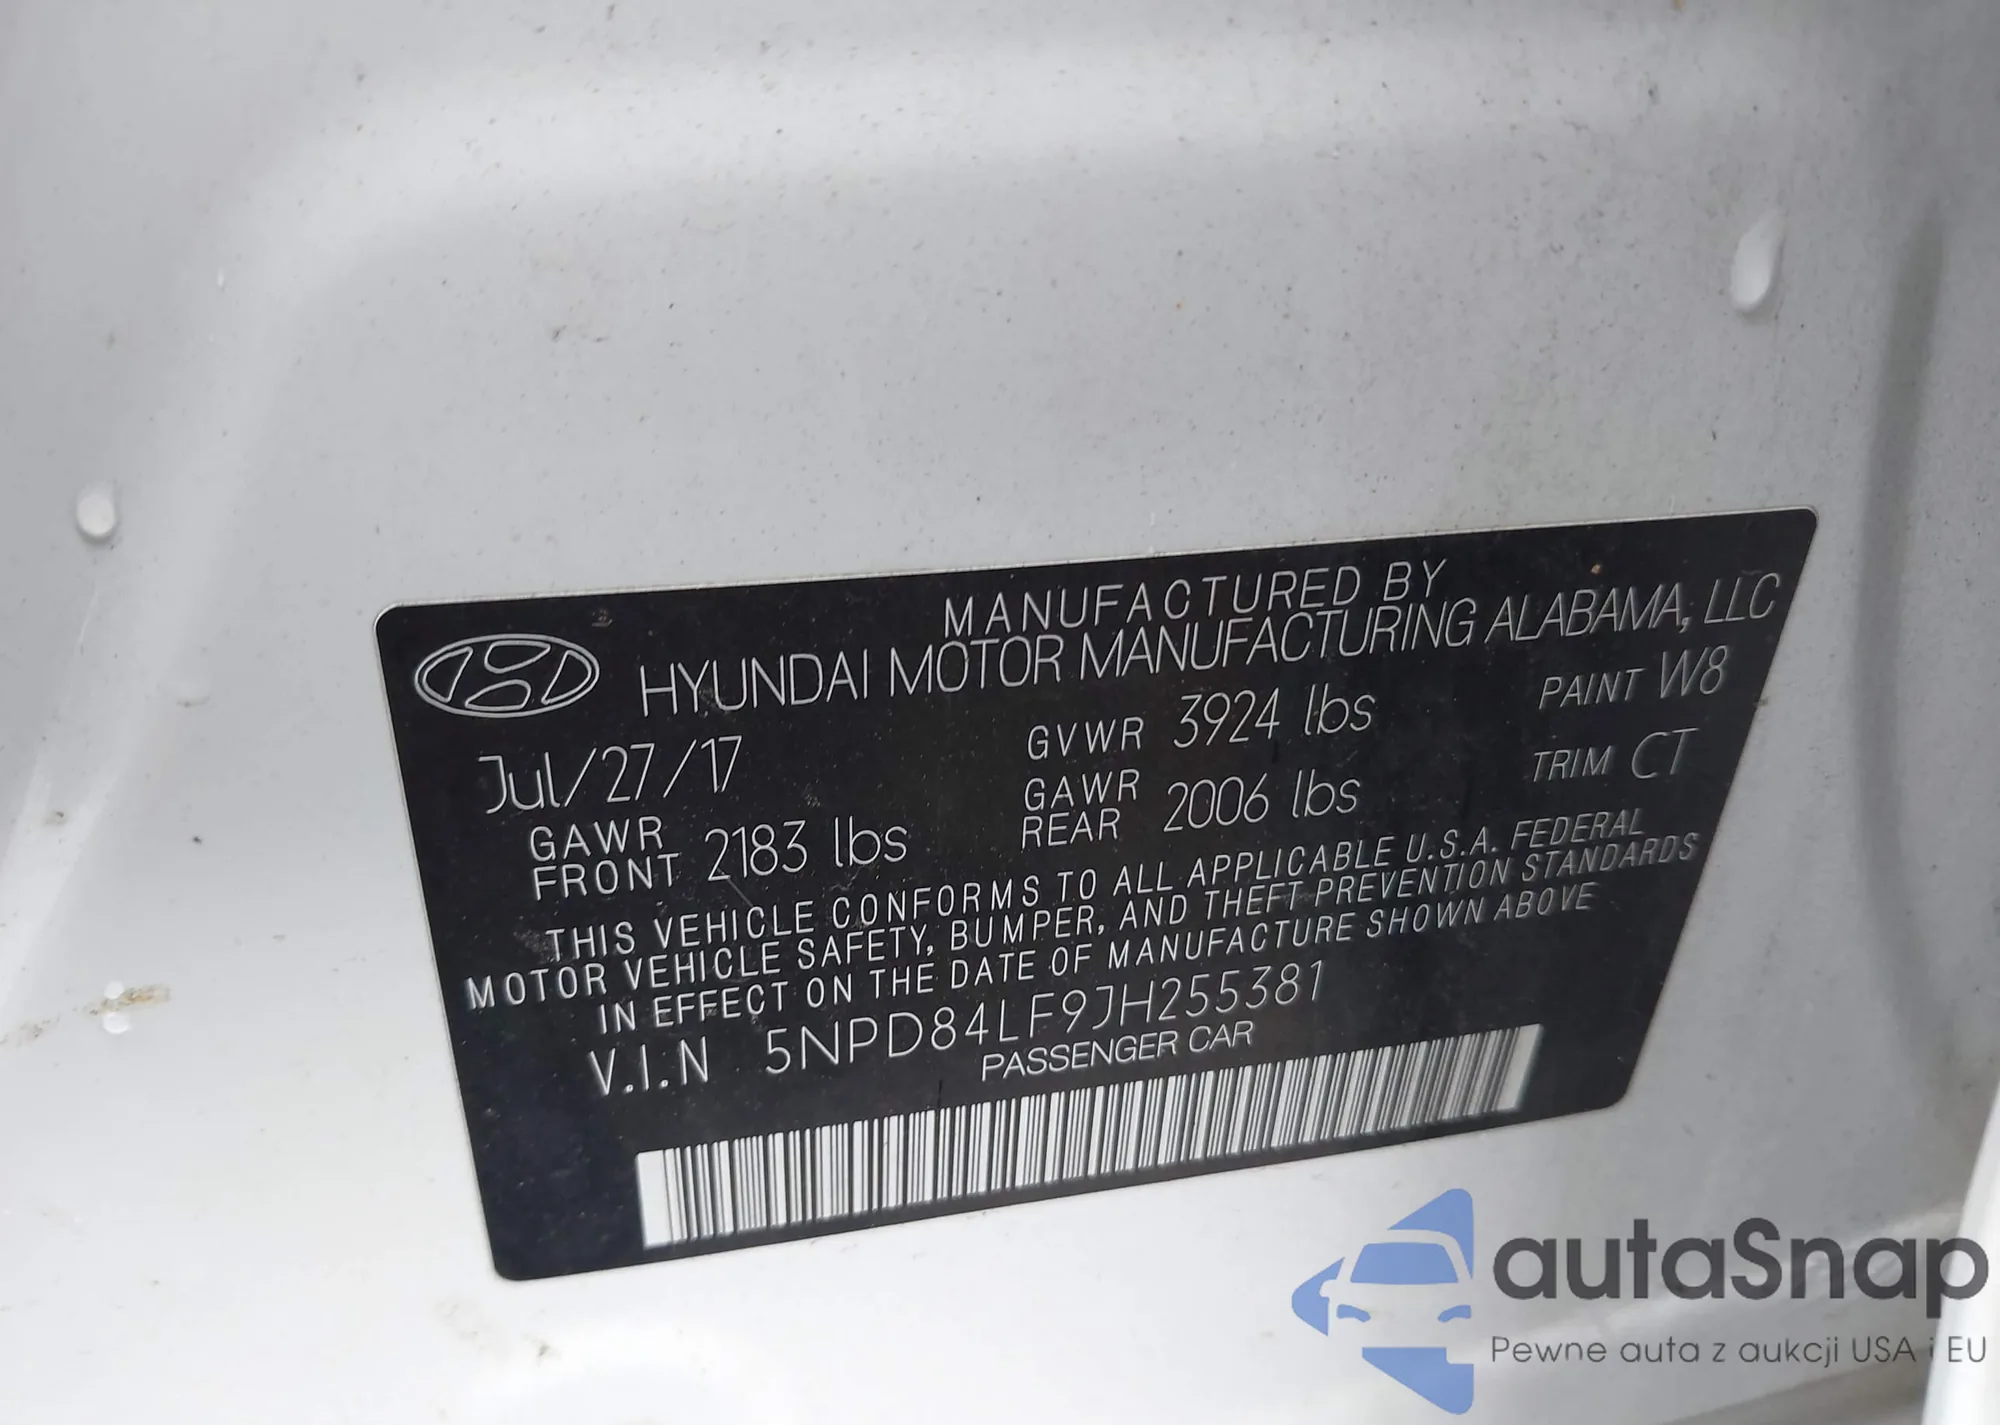 MANUFACTURED BY
HYUNDAI MOTOR MANUFACTURING ALABAMA, LLC
Jul/27/17 GVWR 3924 lbs PAINT W8
GAWR FRONT 2183 lbs GAWR REAR 2006 lbs TRIM CT
THIS VEHICLE CONFORMS TO ALL APPLICABLE U.S.A. FEDERAL
MOTOR VEHICLE SAFETY, BUMPER, AND THEFT PREVENTION STANDARDS
IN EFFECT ON THE DATE OF MANUFACTURE SHOWN ABOVE
V.I.N 5NPD84LF9JH255381
PASSENGER CAR
autaSnap
Pewne auta z aukcji USA i EU